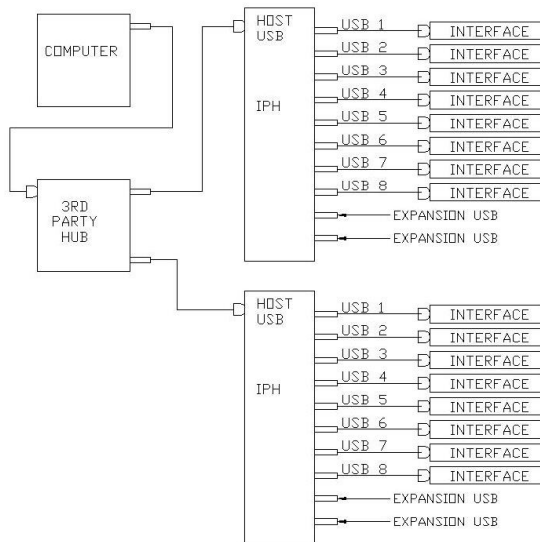 COMPUTER
3RD
PARTY
HUB
HOST
USB
IPH
USB 1 INTERFACE
USB 2 INTERFACE
USB 3 INTERFACE
USB 4 INTERFACE
USB 5 INTERFACE
USB 6 INTERFACE
USB 7 INTERFACE
USB 8 INTERFACE
EXPANSION USB
EXPANSION USB
HOST
USB
IPH
USB 1 INTERFACE
USB 2 INTERFACE
USB 3 INTERFACE
USB 4 INTERFACE
USB 5 INTERFACE
USB 6 INTERFACE
USB 7 INTERFACE
USB 8 INTERFACE
EXPANSION USB
EXPANSION USB